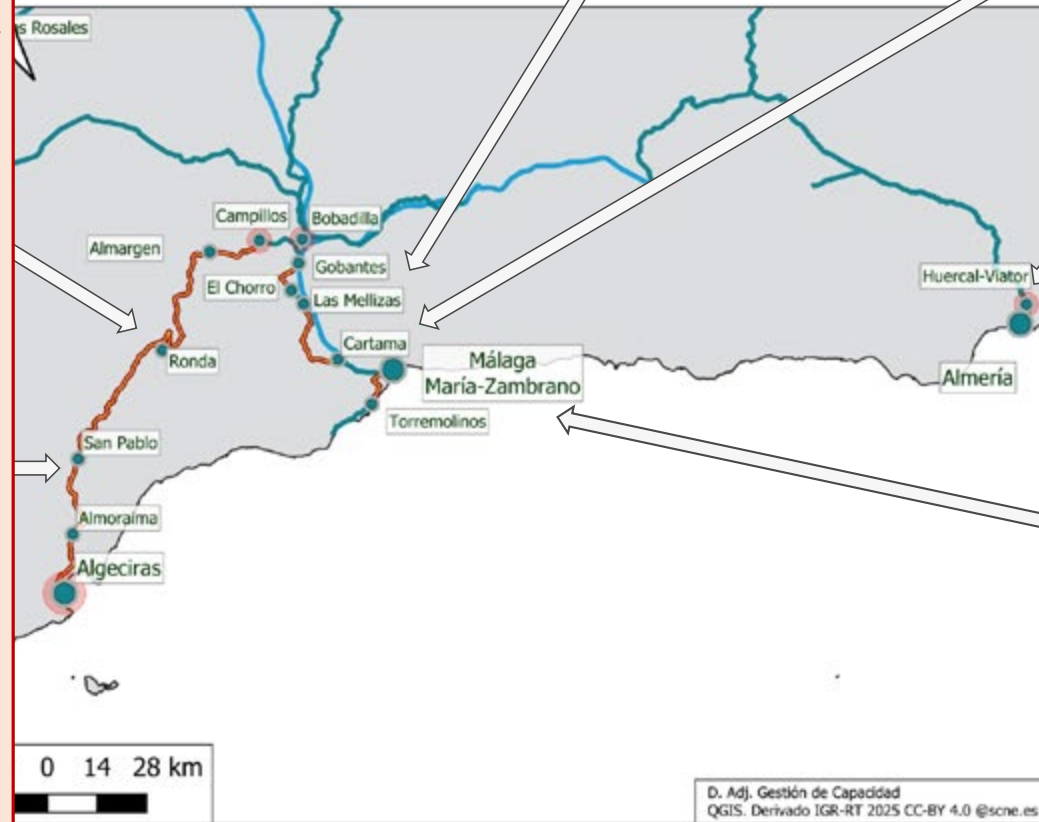 s Rosales
Campillos
Bobadilla
Almargen
Gobantes
El Chorro
Las Mellizas
Huercal-Viator
Cartama
Ronda
Málaga
María-Zambrano
Almería
Torremolinos
San Pablo
Almoraima
Algeciras
0 14 28 km
D. Adj. Gestión de Capacidad
QGIS. Derivado IGR-RT 2025 CC-BY 4.0 @scne.es